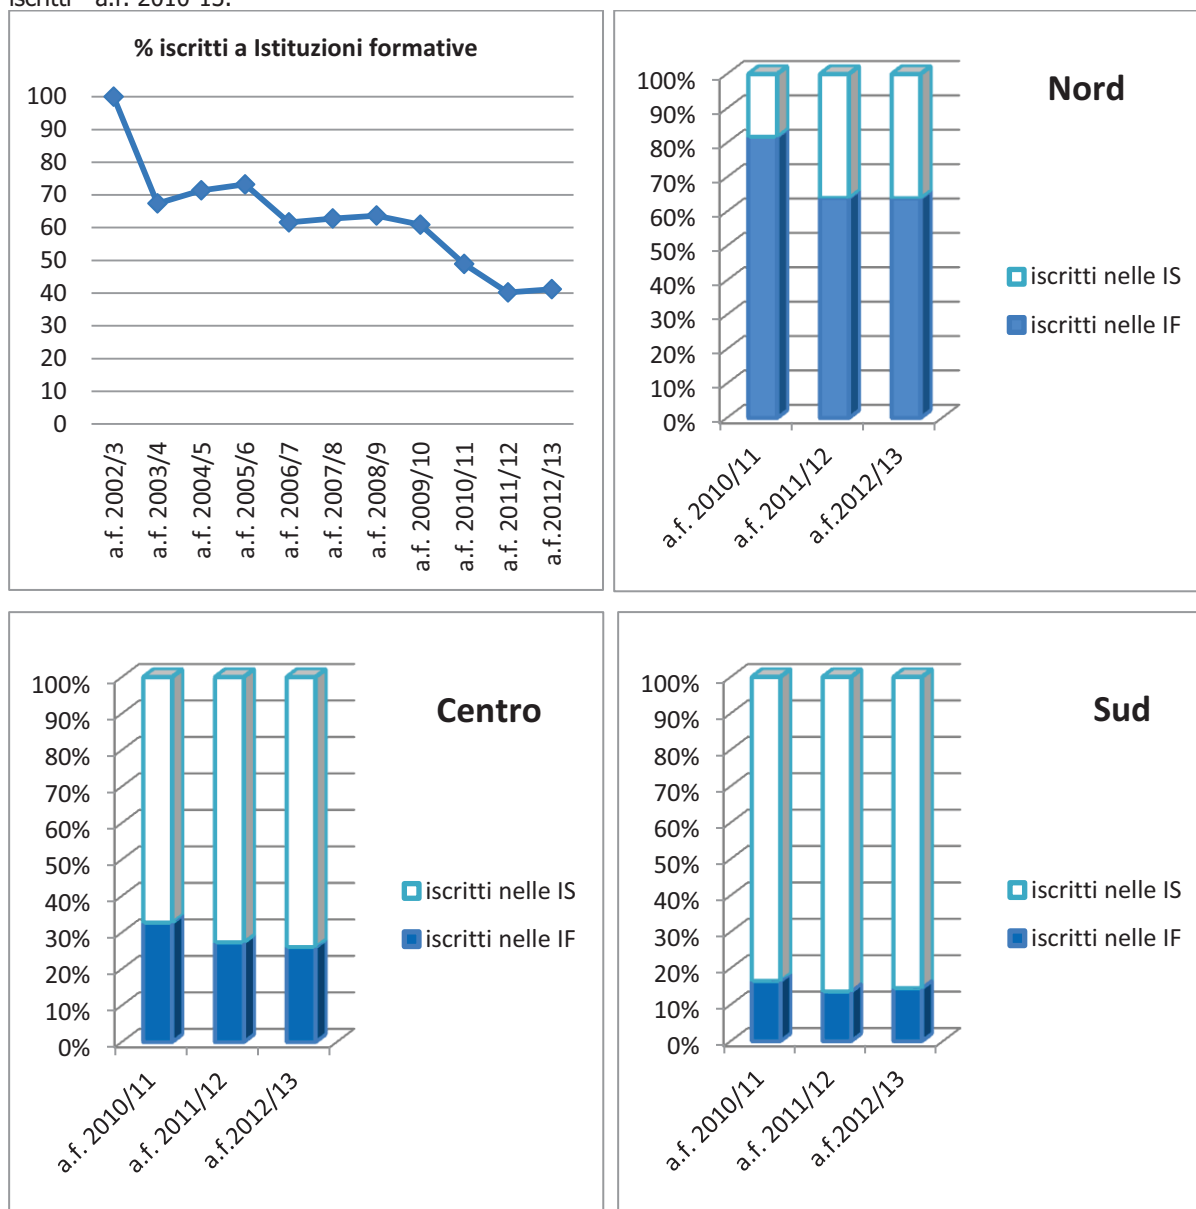 iscritti - a.f. 2010-13.
% iscritti a Istituzioni formative
100
90
80
70
60
50
40
30
20
10
0
a.f. 2002/3
a.f. 2003/4
a.f. 2004/5
a.f. 2005/6
a.f. 2006/7
a.f. 2007/8
a.f. 2008/9
a.f. 2009/10
a.f. 2010/11
a.f. 2011/12
a.f.2012/13
Nord
100%
90%
80%
70%
60%
50%
40%
30%
20%
10%
0%
a.f. 2010/11
a.f. 2011/12
a.f.2012/13
iscritti nelle IS
iscritti nelle IF
Centro
100%
90%
80%
70%
60%
50%
40%
30%
20%
10%
0%
a.f. 2010/11
a.f. 2011/12
a.f.2012/13
iscritti nelle IS
iscritti nelle IF
Sud
100%
90%
80%
70%
60%
50%
40%
30%
20%
10%
0%
a.f. 2010/11
a.f. 2011/12
a.f.2012/13
iscritti nelle IS
iscritti nelle IF